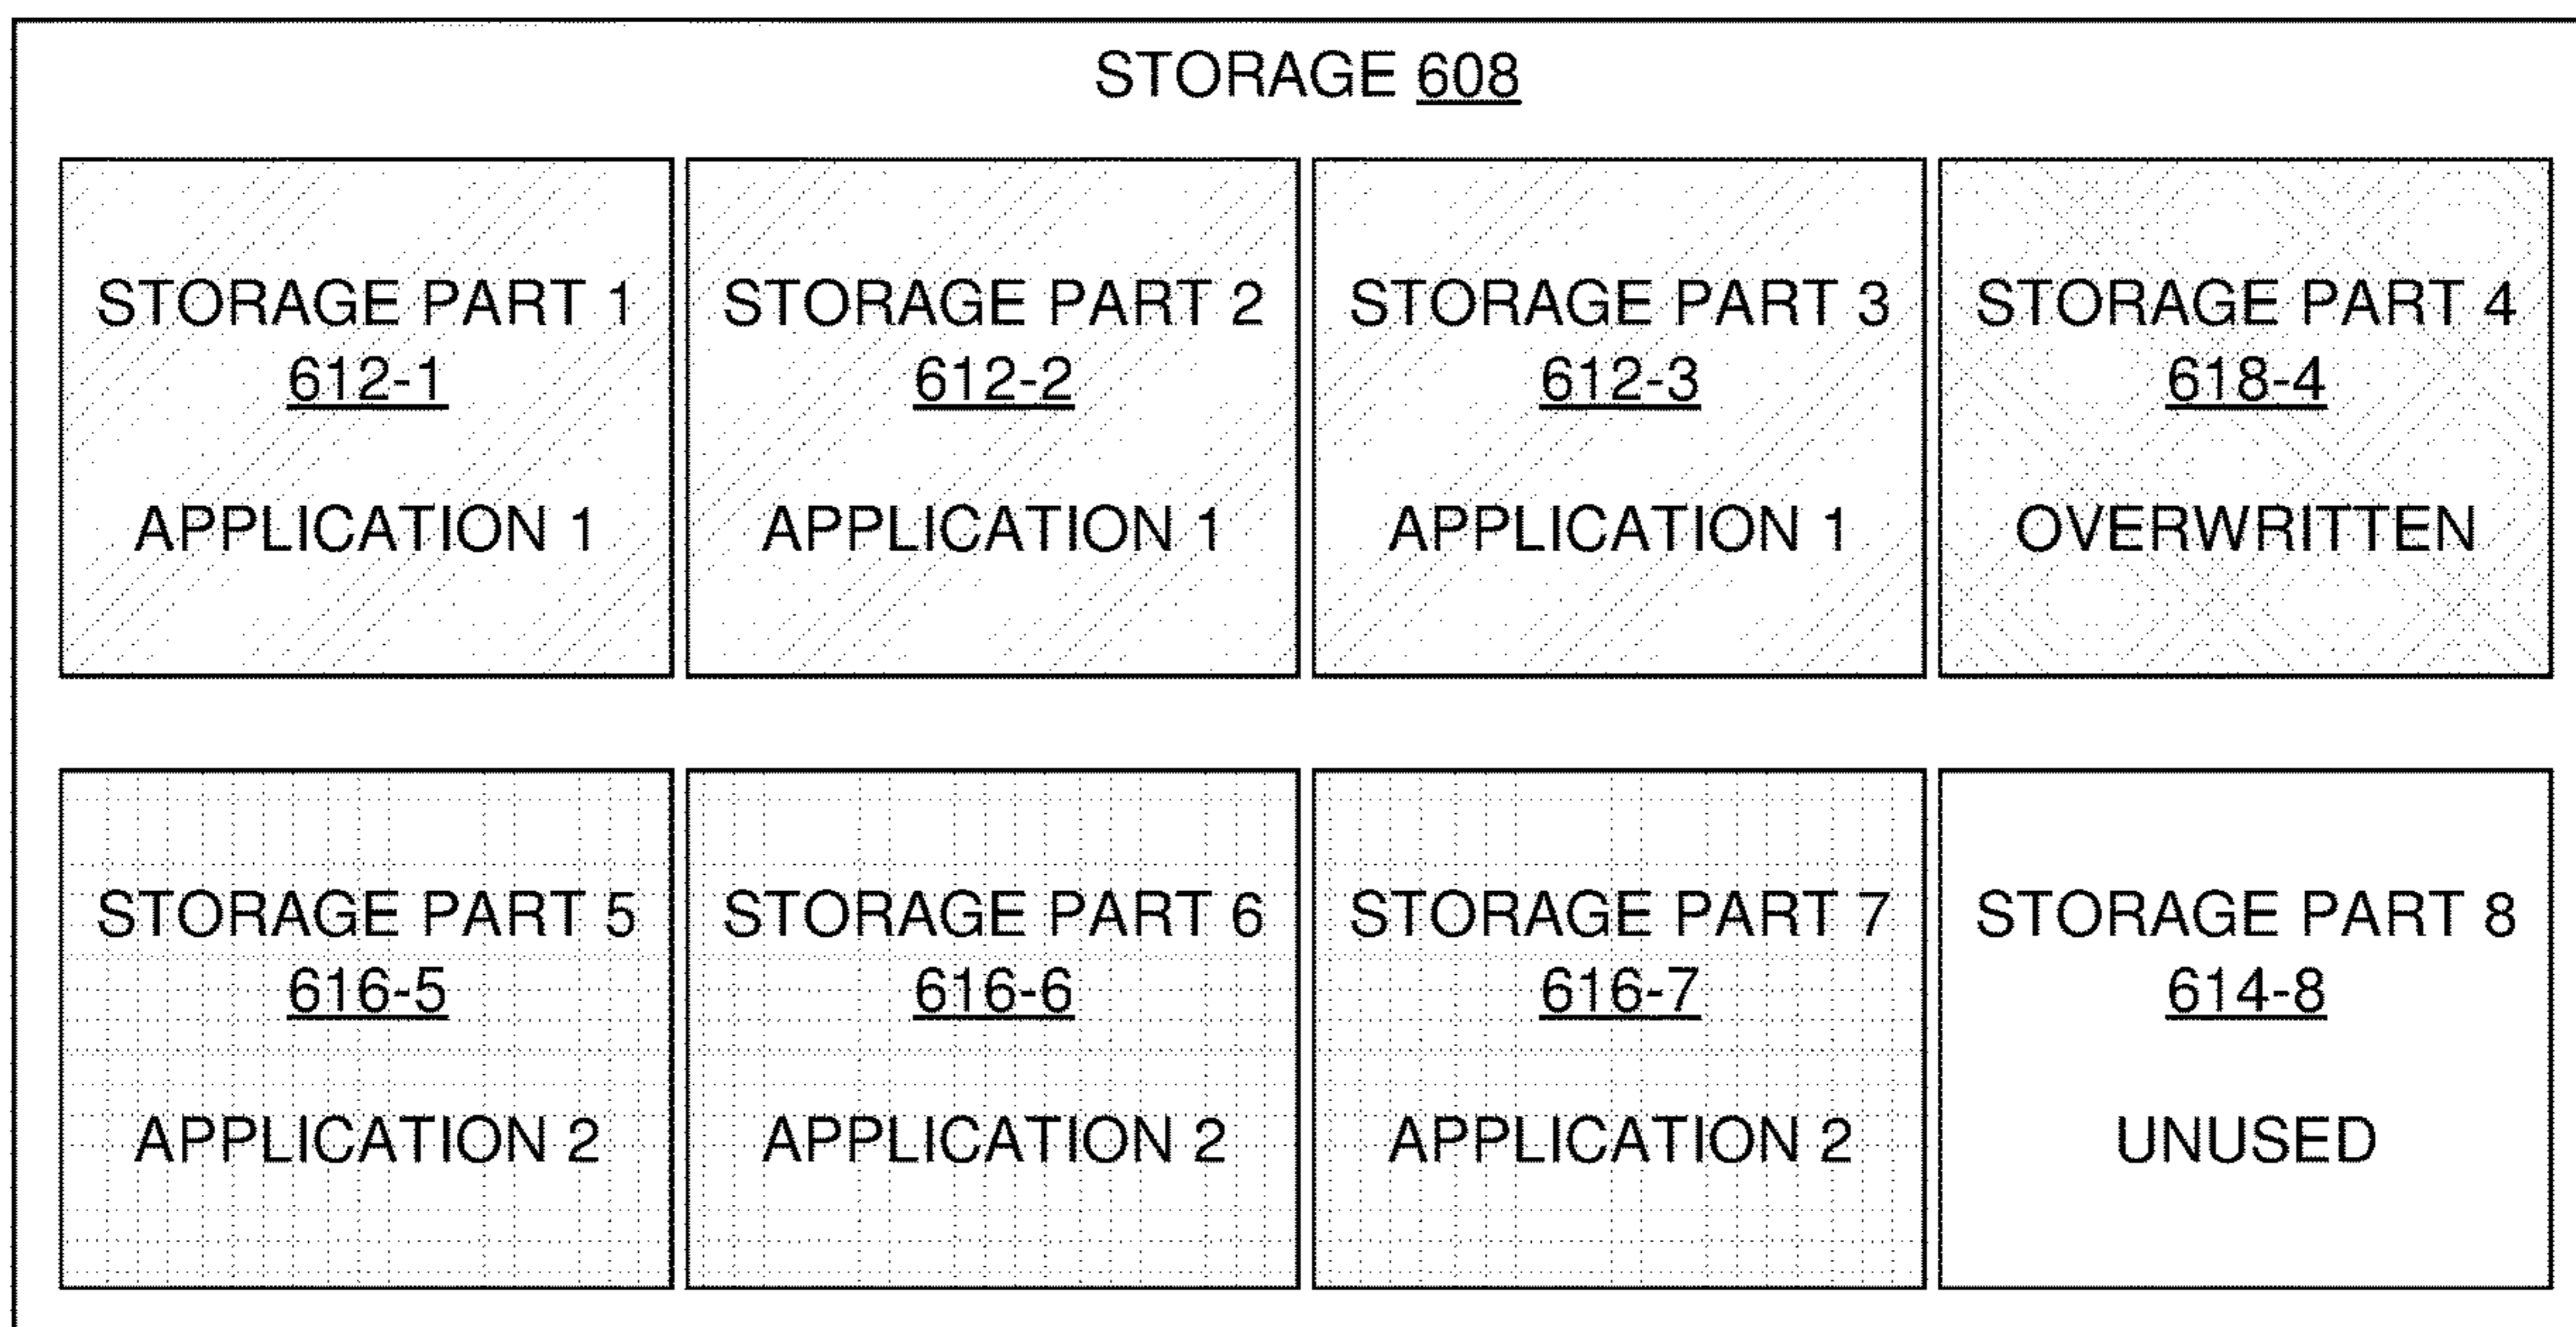 STORAGE 608
STORAGE PART 1
612-1
APPLICATION 1
STORAGE PART 2
612-2
APPLICATION 1
STORAGE PART 3
612-3
APPLICATION 1
STORAGE PART 4
618-4
OVERWRITTEN
STORAGE PART 5
616-5
APPLICATION 2
STORAGE PART 6
616-6
APPLICATION 2
STORAGE PART 7
616-7
APPLICATION 2
STORAGE PART 8
614-8
UNUSED